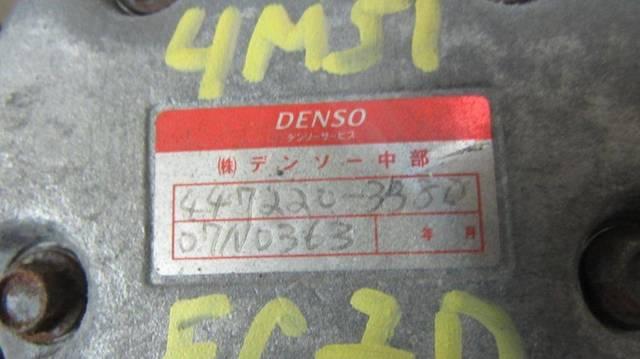 4M51
DENSO
デンソーサービス
(株)デンソー中部
447220-3350
07N0363 年 月